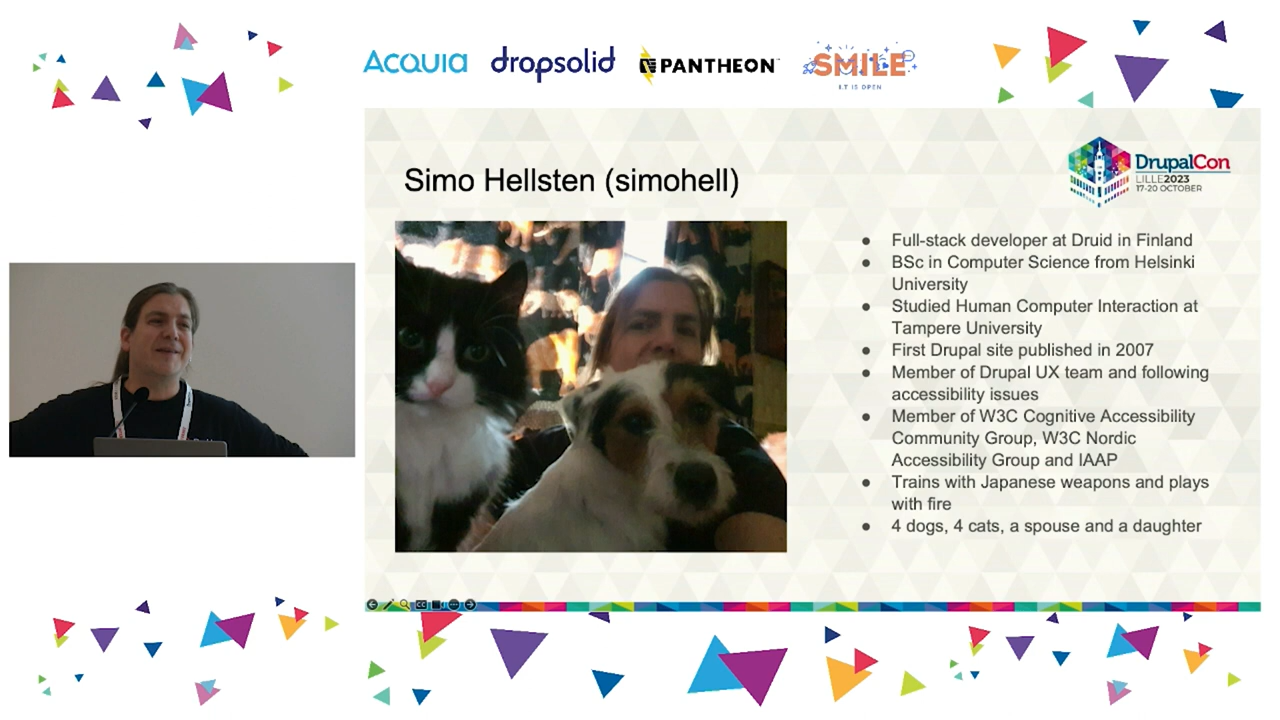 Acquia
dropsolid
PANTHEON
SMILE
I.T IS OPEN
DrupalCon
LILLE2023
17-20 OCTOBER
Simo Hellsten (simohell)
● Full-stack developer at Druid in Finland
● BSc in Computer Science from Helsinki
University
● Studied Human Computer Interaction at
Tampere University
● First Drupal site published in 2007
● Member of Drupal UX team and following
accessibility issues
● Member of W3C Cognitive Accessibility
Community Group, W3C Nordic
Accessibility Group and IAAP
● Trains with Japanese weapons and plays
with fire
● 4 dogs, 4 cats, a spouse and a daughter